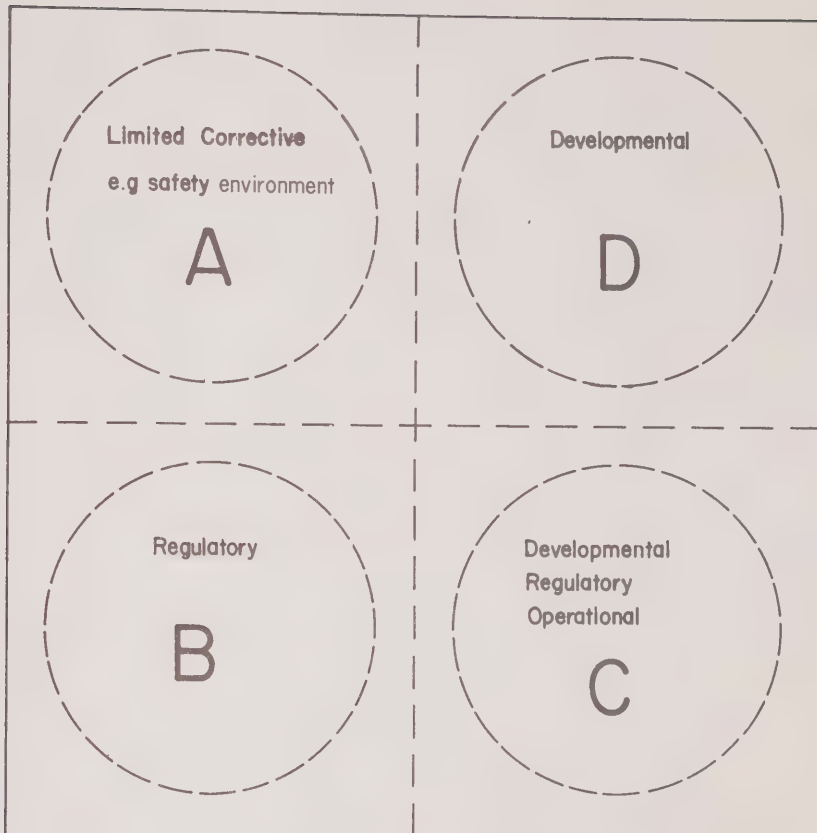 Limited Corrective
e.g safety environment
A
Developmental
D
Regulatory
B
Developmental
Regulatory
Operational
C